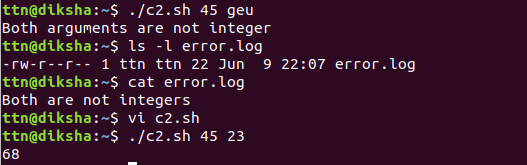 ttn@diksha:~$ ./c2.sh 45 geu
Both arguments are not integer
ttn@diksha:~$ ls -l error.log
-rw-r--r-- 1 ttn ttn 22 Jun  9 22:07 error.log
ttn@diksha:~$ cat error.log
Both are not integers
ttn@diksha:~$ vi c2.sh
ttn@diksha:~$ ./c2.sh 45 23
68